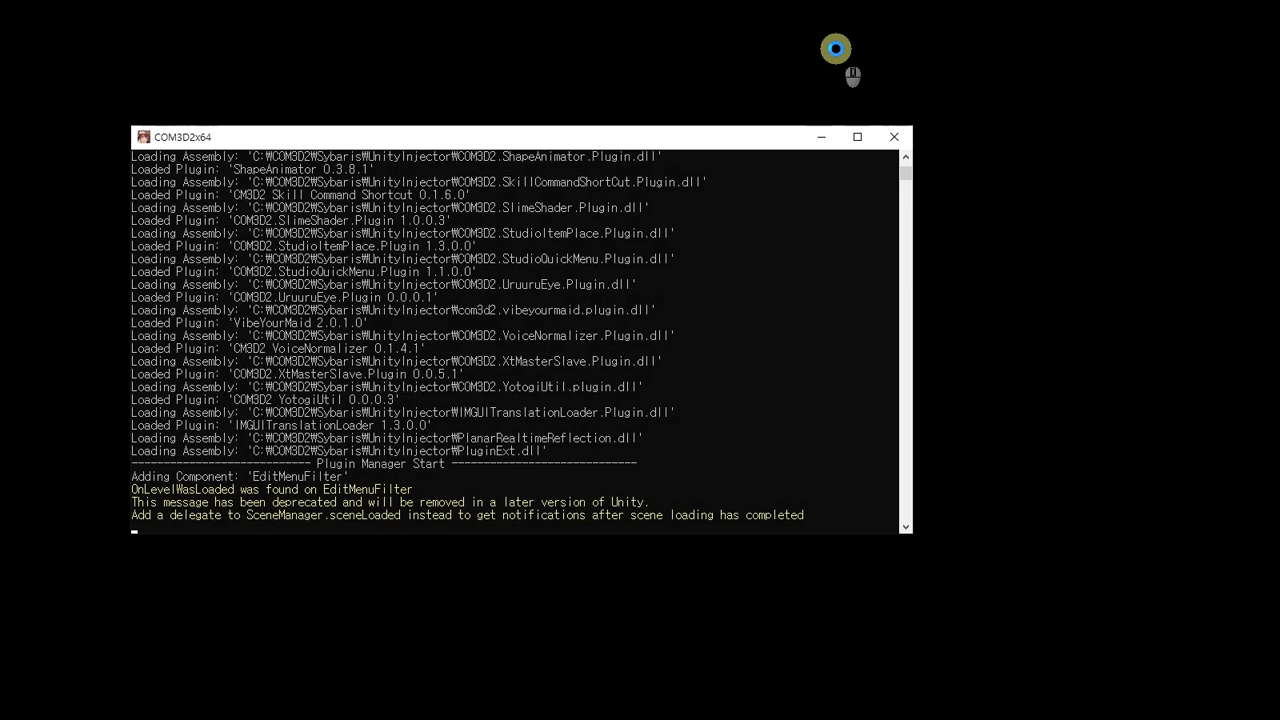 COM3D2x64
Loading Assembly: 'C:₩COM3D2₩Sybaris₩UnityInjector₩COM3D2.ShapeAnimator.Plugin.dll'
Loaded Plugin: 'ShapeAnimator 0.3.8.1'
Loading Assembly: 'C:₩COM3D2₩Sybaris₩UnityInjector₩COM3D2.SkillCommandShortCut.Plugin.dll'
Loaded Plugin: 'CM3D2 Skill Command Shortcut 0.1.6.0'
Loading Assembly: 'C:₩COM3D2₩Sybaris₩UnityInjector₩COM3D2.SlimeShader.Plugin.dll'
Loaded Plugin: 'COM3D2.SlimeShader.Plugin 1.0.0.3'
Loading Assembly: 'C:₩COM3D2₩Sybaris₩UnityInjector₩COM3D2.StudioItemPlace.Plugin.dll'
Loaded Plugin: 'COM3D2.StudioItemPlace.Plugin 1.3.0.0'
Loading Assembly: 'C:₩COM3D2₩Sybaris₩UnityInjector₩COM3D2.StudioQuickMenu.Plugin.dll'
Loaded Plugin: 'COM3D2.StudioQuickMenu.Plugin 1.1.0.0'
Loading Assembly: 'C:₩COM3D2₩Sybaris₩UnityInjector₩COM3D2.UruuruEye.Plugin.dll'
Loaded Plugin: 'COM3D2.UruuruEye.Plugin 0.0.0.1'
Loading Assembly: 'C:₩COM3D2₩Sybaris₩UnityInjector₩com3d2.vibeyourmaid.plugin.dll'
Loaded Plugin: 'VibeYourMaid 2.0.1.0'
Loading Assembly: 'C:₩COM3D2₩Sybaris₩UnityInjector₩COM3D2.VoiceNormalizer.Plugin.dll'
Loaded Plugin: 'CM3D2 VoiceNormalizer 0.1.4.1'
Loading Assembly: 'C:₩COM3D2₩Sybaris₩UnityInjector₩COM3D2.XtMasterSlave.Plugin.dll'
Loaded Plugin: 'COM3D2.XtMasterSlave.Plugin 0.0.5.1'
Loading Assembly: 'C:₩COM3D2₩Sybaris₩UnityInjector₩COM3D2.YotogiUtil.plugin.dll'
Loaded Plugin: 'COM3D2 YotogiUtil 0.0.0.3'
Loading Assembly: 'C:₩COM3D2₩Sybaris₩UnityInjector₩IMGUITranslationLoader.Plugin.dll'
Loaded Plugin: 'IMGUITranslationLoader 1.3.0.0'
Loading Assembly: 'C:₩COM3D2₩Sybaris₩UnityInjector₩PlanarRealtimeReflection.dll'
Loading Assembly: 'C:₩COM3D2₩Sybaris₩UnityInjector₩PluginExt.dll'
---------------------------- Plugin Manager Start -----------------------------
Adding Component: 'EditMenuFilter'
OnLevelWasLoaded was found on EditMenuFilter
This message has been deprecated and will be removed in a later version of Unity.
Add a delegate to SceneManager.sceneLoaded instead to get notifications after scene loading has completed